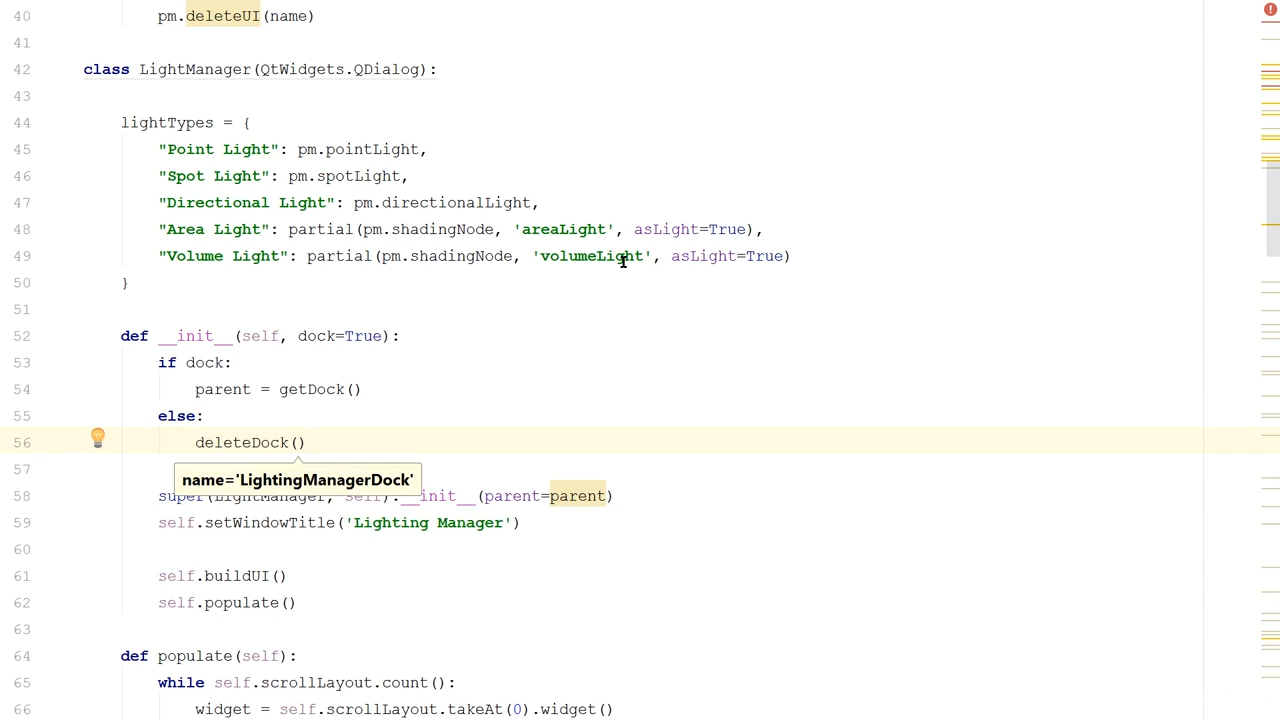 40 pm.deleteUI(name)
41
42 class LightManager(QtWidgets.QDialog):
43
44 lightTypes = {
45 "Point Light": pm.pointLight,
46 "Spot Light": pm.spotLight,
47 "Directional Light": pm.directionalLight,
48 "Area Light": partial(pm.shadingNode, 'areaLight', asLight=True),
49 "Volume Light": partial(pm.shadingNode, 'volumeLight', asLight=True)
50 }
51
52 def __init__(self, dock=True):
53 if dock:
54 parent = getDock()
55 else:
56 deleteDock()
57
name='LightingManagerDock'
58 super(LightManager, self).__init__(parent=parent)
59 self.setWindowTitle('Lighting Manager')
60
61 self.buildUI()
62 self.populate()
63
64 def populate(self):
65 while self.scrollLayout.count():
66 widget = self.scrollLayout.takeAt(0).widget()